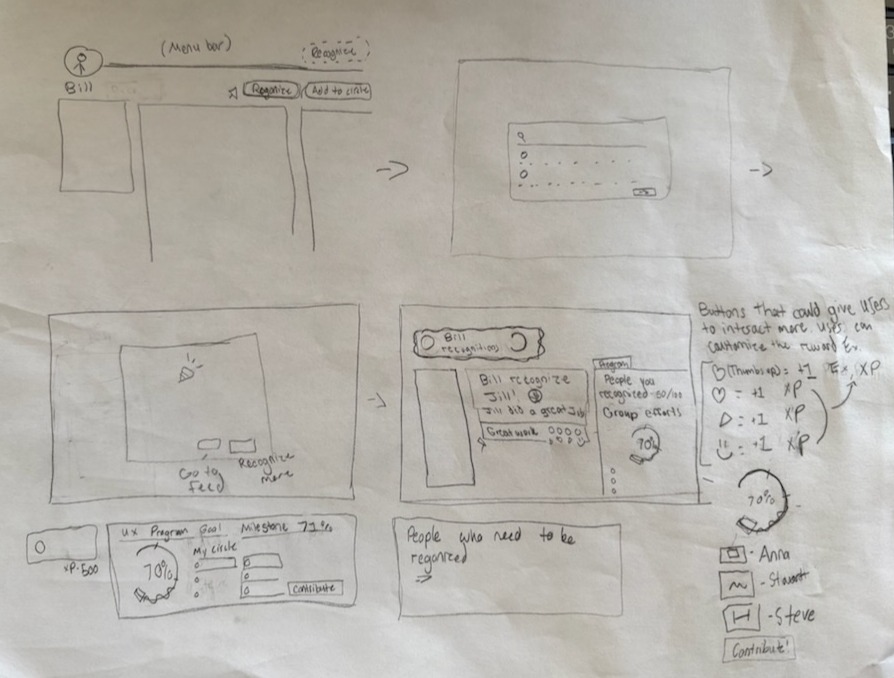 (Menu bar)
Recognize
Bill
Regonize
Add to circle
Go to
feed
Recognize
more
Bill
recognitions
Bill recognize
Jill!
Jill did a great job
Great work
Program
People you
recognized-50/100
Group efforts
70%
Buttons that could give users
to interact more uses can
customize the reward Ex.
(Thumbs up) = +1 Ex, XP
= +1 XP
= +1 XP
= +1 XP
70%
- Anna
- Stewart
- Steve
Contribute!
XP-500
UX Program Goal Milestone 71%
My circle
70%
Contribute
People who need to be
regonized